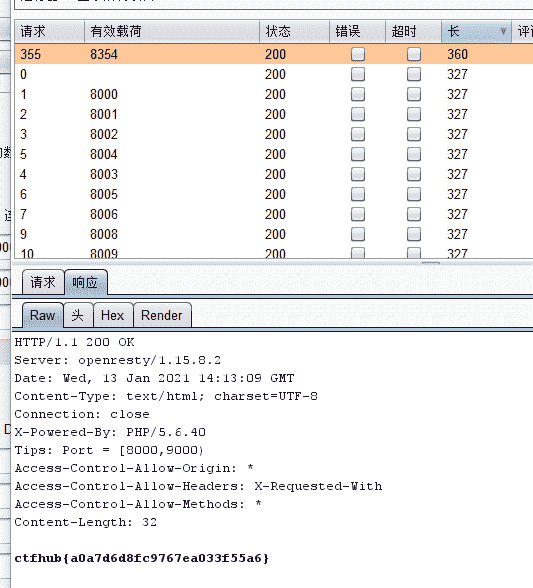 请求 有效载荷 状态 错误 超时 长 评
355 8354 200 360
0 200 327
1 8000 200 327
2 8001 200 327
3 8002 200 327
5 8004 200 327
4 8003 200 327
6 8005 200 327
7 8006 200 327
9 8008 200 327
10 8009 200 327
请求 响应
Raw 头 Hex Render
HTTP/1.1 200 OK
Server: openresty/1.15.8.2
Date: Wed, 13 Jan 2021 14:13:09 GMT
Content-Type: text/html; charset=UTF-8
Connection: close
X-Powered-By: PHP/5.6.40
Tips: Port = [8000,9000)
Access-Control-Allow-Origin: *
Access-Control-Allow-Headers: X-Requested-With
Access-Control-Allow-Methods: *
Content-Length: 32
ctfhub{a0a7d6d8fc9767ea033f55a6}